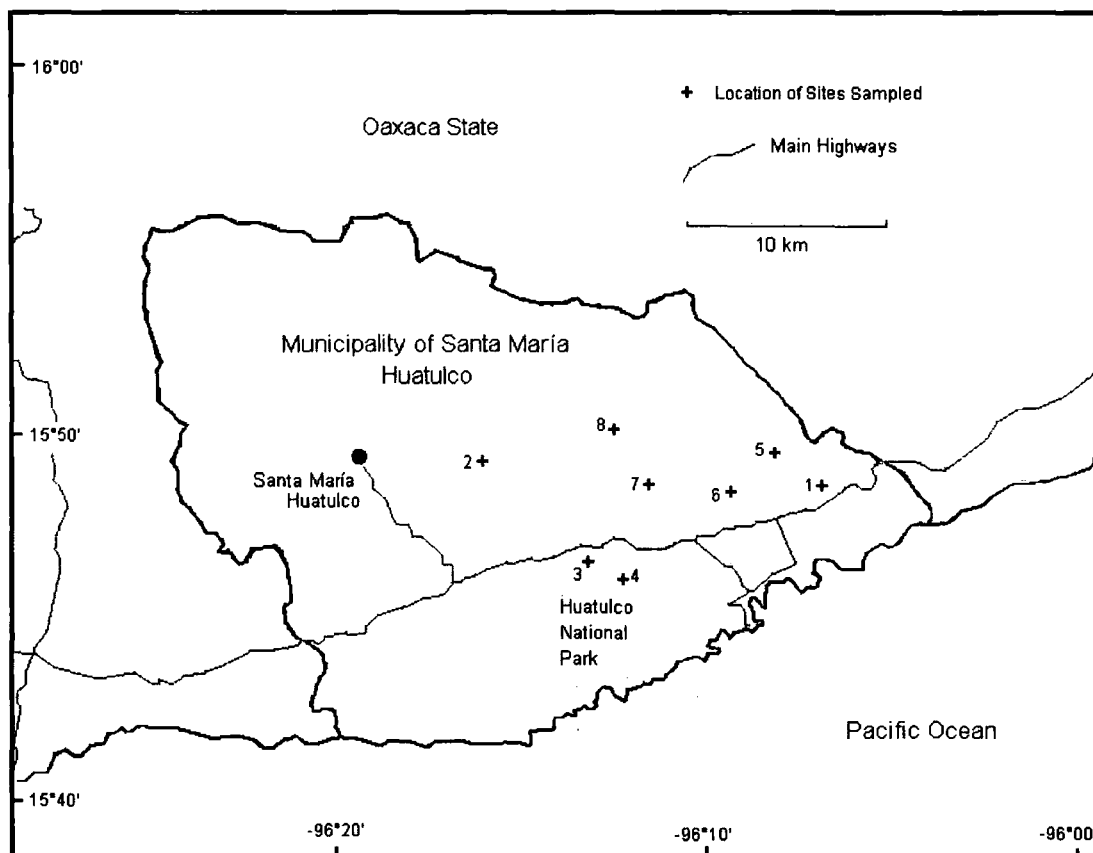 16°00'
+ Location of Sites Sampled
Oaxaca State
Main Highways
10 km
Municipality of Santa María
Huatulco
15°50'
8
5
2
7
6
1
Santa María
Huatulco
3
4
Huatulco
National
Park
Pacific Ocean
15°40'
-96°20'
-96°10'
-96°00